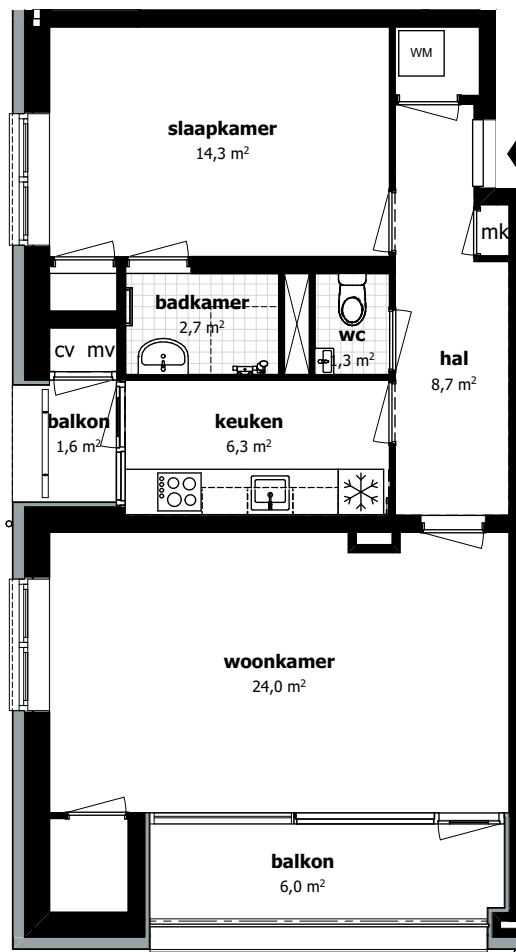 WM
slaapkamer
14,3 m²
mk
badkamer
2,7 m²
wc
1,3 m²
cv mv
hal
8,7 m²
balkon
1,6 m²
keuken
6,3 m²
woonkamer
24,0 m²
balkon
6,0 m²